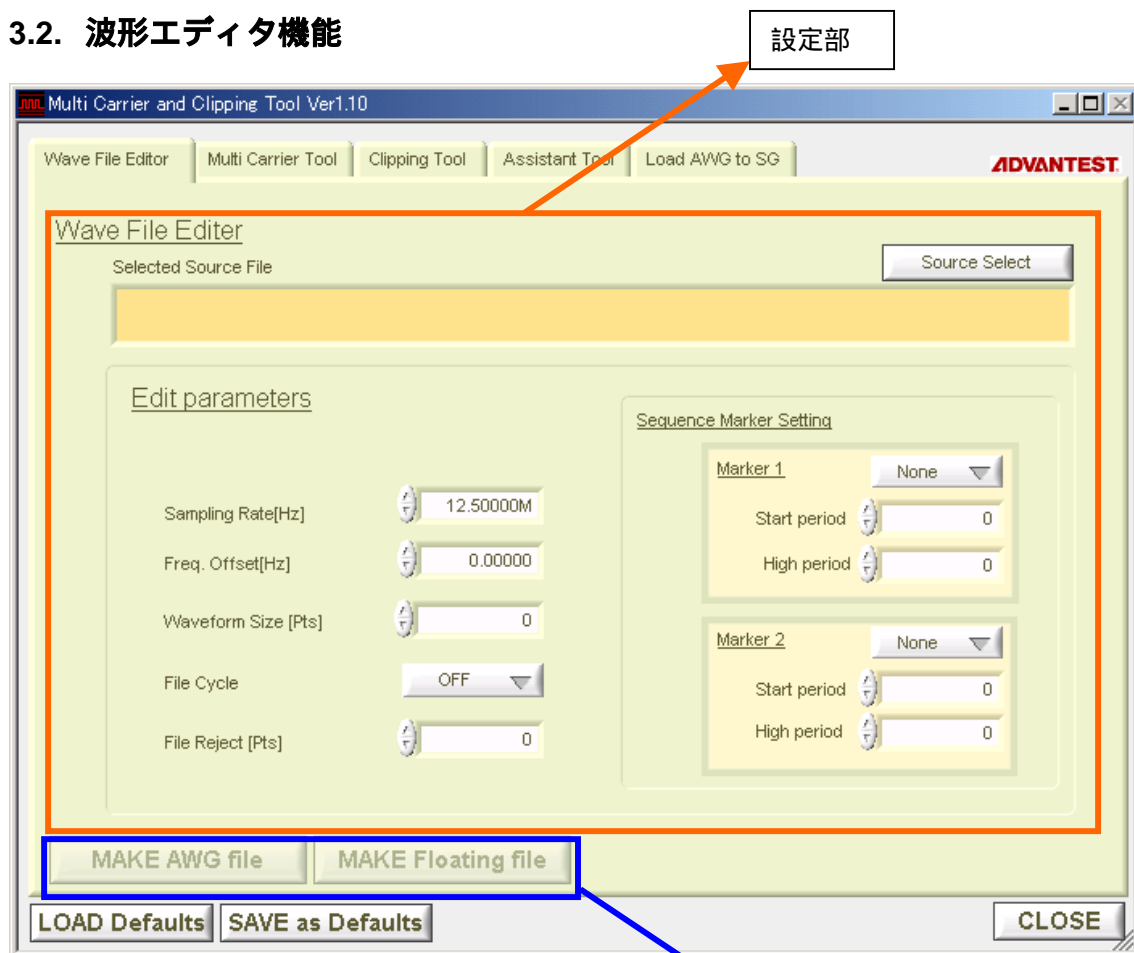 3.2. 波形エディタ機能
設定部
Multi Carrier and Clipping Tool Ver1.10
Wave File Editor
Multi Carrier Tool
Clipping Tool
Assistant Tool
Load AWG to SG
ADVANTEST.
Wave File Editer
Selected Source File
Source Select
Edit parameters
Sampling Rate[Hz]
12.50000M
Freq. Offset[Hz]
0.00000
Waveform Size [Pts]
0
File Cycle
OFF
File Reject [Pts]
0
Sequence Marker Setting
Marker 1
None
Start period
0
High period
0
Marker 2
None
Start period
0
High period
0
MAKE AWG file
MAKE Floating file
LOAD Defaults
SAVE as Defaults
CLOSE